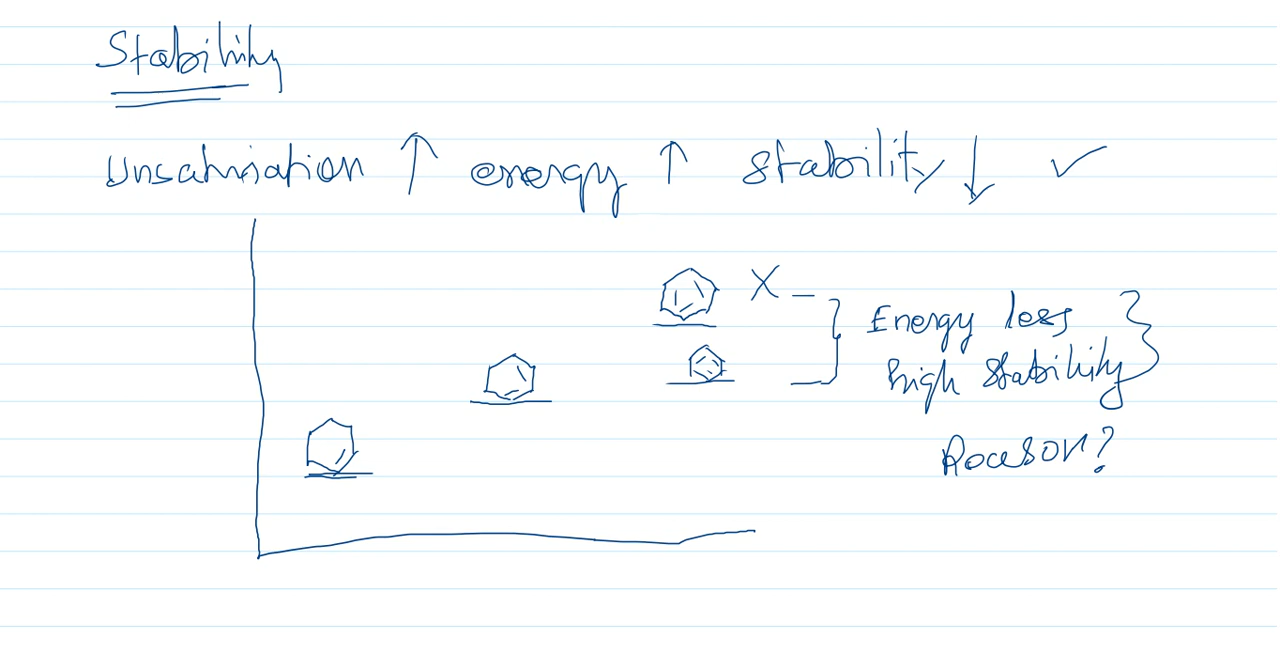 Stability
Unsaturation ↑ energy ↑ stability ↓ ✓
X
Energy less
high stability
Reason?